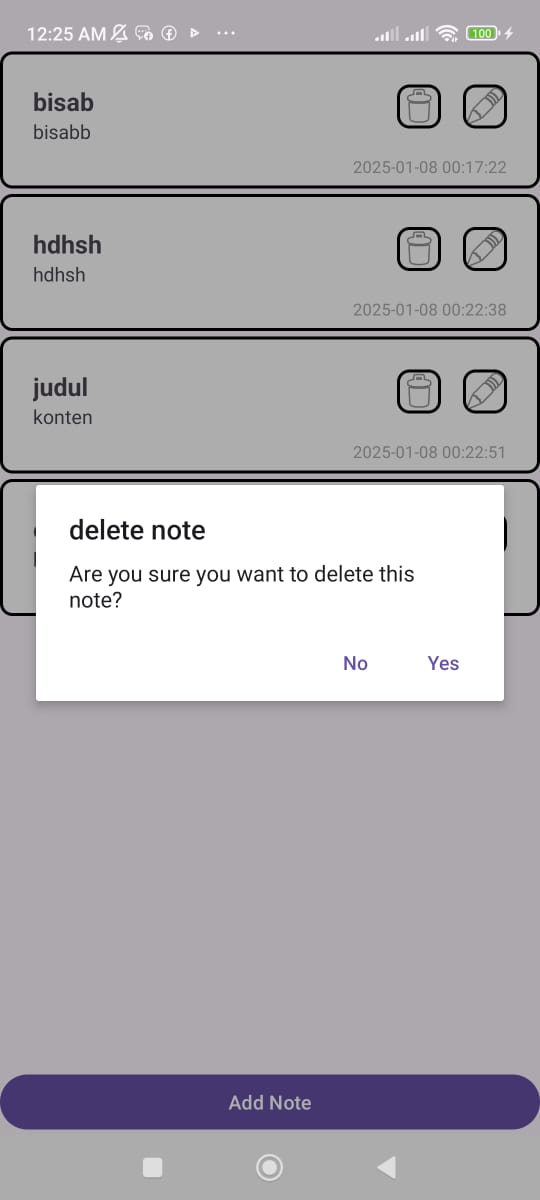 12:25 AM
100
bisab
bisabb
2025-01-08 00:17:22
hdhsh
hdhsh
2025-01-08 00:22:38
judul
konten
2025-01-08 00:22:51
delete note
Are you sure you want to delete this
note?
No
Yes
Add Note